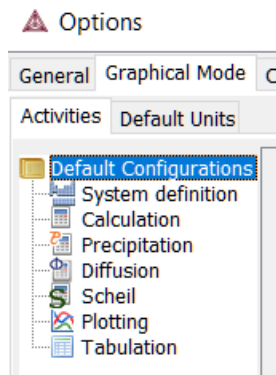 Options
General Graphical Mode
Activities Default Units
Default Configurations
System definition
Calculation
Precipitation
Diffusion
Scheil
Plotting
Tabulation